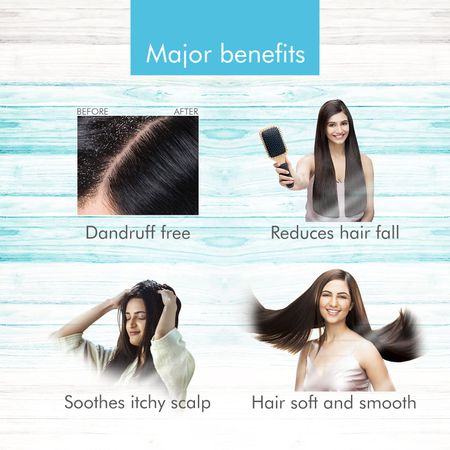 Major benefits
BEFORE AFTER
Dandruff free
Reduces hair fall
Soothes itchy scalp
Hair soft and smooth